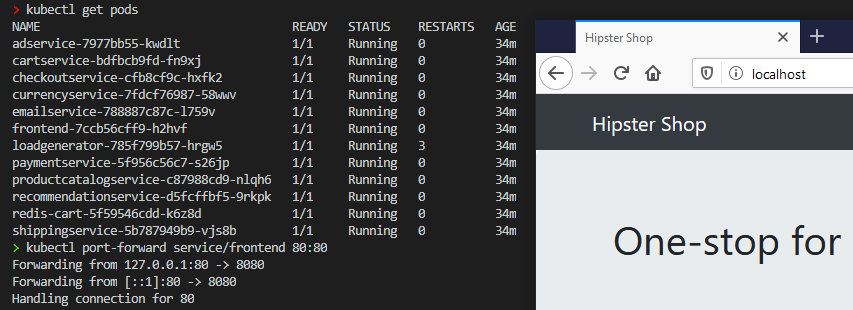 > kubectl get pods
NAME READY STATUS RESTARTS AGE
adservice-7977bb55-kwdlt 1/1 Running 0 34m
cartservice-bdfbcb9fd-fn9xj 1/1 Running 0 34m
checkoutservice-cfb8cf9c-hxfk2 1/1 Running 0 34m
currencyservice-7fdcf76987-58wwv 1/1 Running 0 34m
emailservice-788887c87c-l759v 1/1 Running 0 34m
frontend-7ccb56cff9-h2hvf 1/1 Running 0 34m
loadgenerator-785f799b57-hrgw5 1/1 Running 3 34m
paymentservice-5f956c56c7-s26jp 1/1 Running 0 34m
productcatalogservice-c87988cd9-nlqh6 1/1 Running 0 34m
recommendationservice-d5fcffbf5-9rkpk 1/1 Running 0 34m
redis-cart-5f59546cdd-k6z8d 1/1 Running 0 34m
shippingservice-5b787949b9-vjs8b 1/1 Running 0 34m
> kubectl port-forward service/frontend 80:80
Forwarding from 127.0.0.1:80 -> 8080
Forwarding from [::1]:80 -> 8080
Handling connection for 80
Hipster Shop
localhost
Hipster Shop
One-stop for